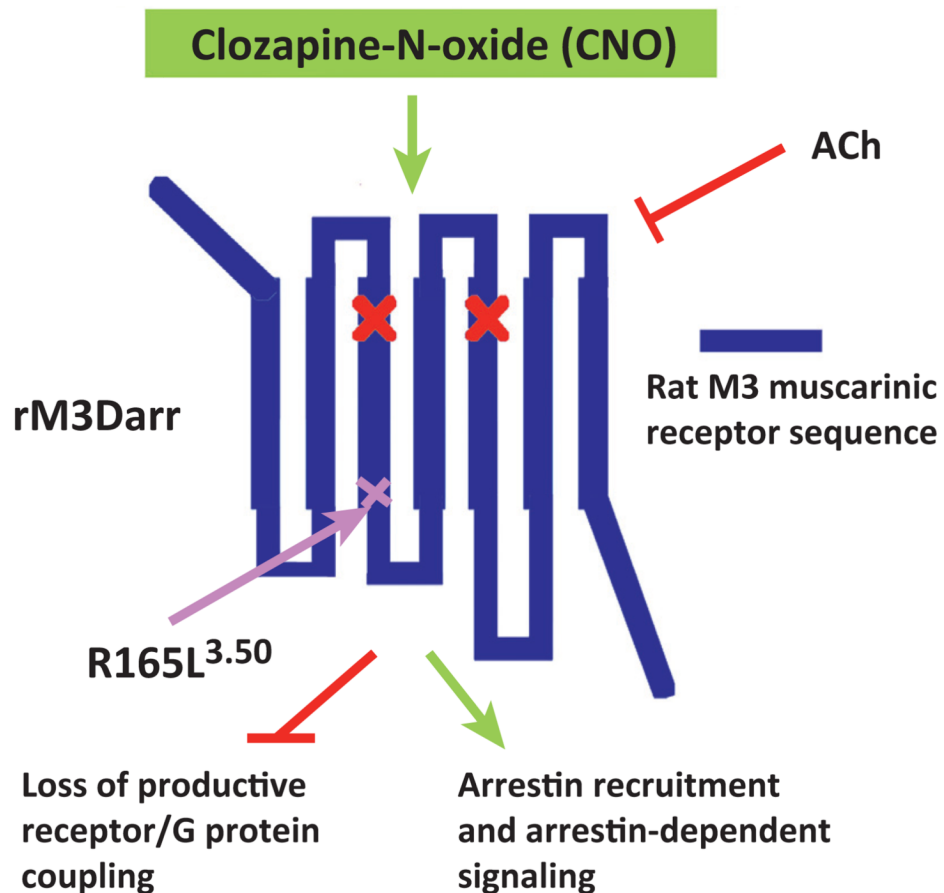 Clozapine-N-oxide (CNO)
ACh
rM3Darr
Rat M3 muscarinic
receptor sequence
R165L3.50
Loss of productive
receptor/G protein
coupling
Arrestin recruitment
and arrestin-dependent
signaling